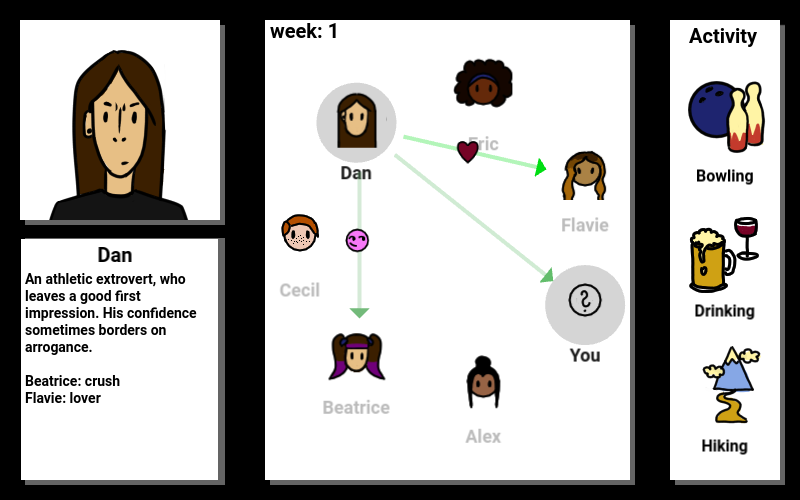 week: 1
Activity
Eric
Dan
Flavie
Bowling
Dan
An athletic extrovert, who
leaves a good first
impression. His confidence
sometimes borders on
arrogance.
Beatrice: crush
Flavie: lover
Cecil
Drinking
You
Beatrice
Alex
Hiking